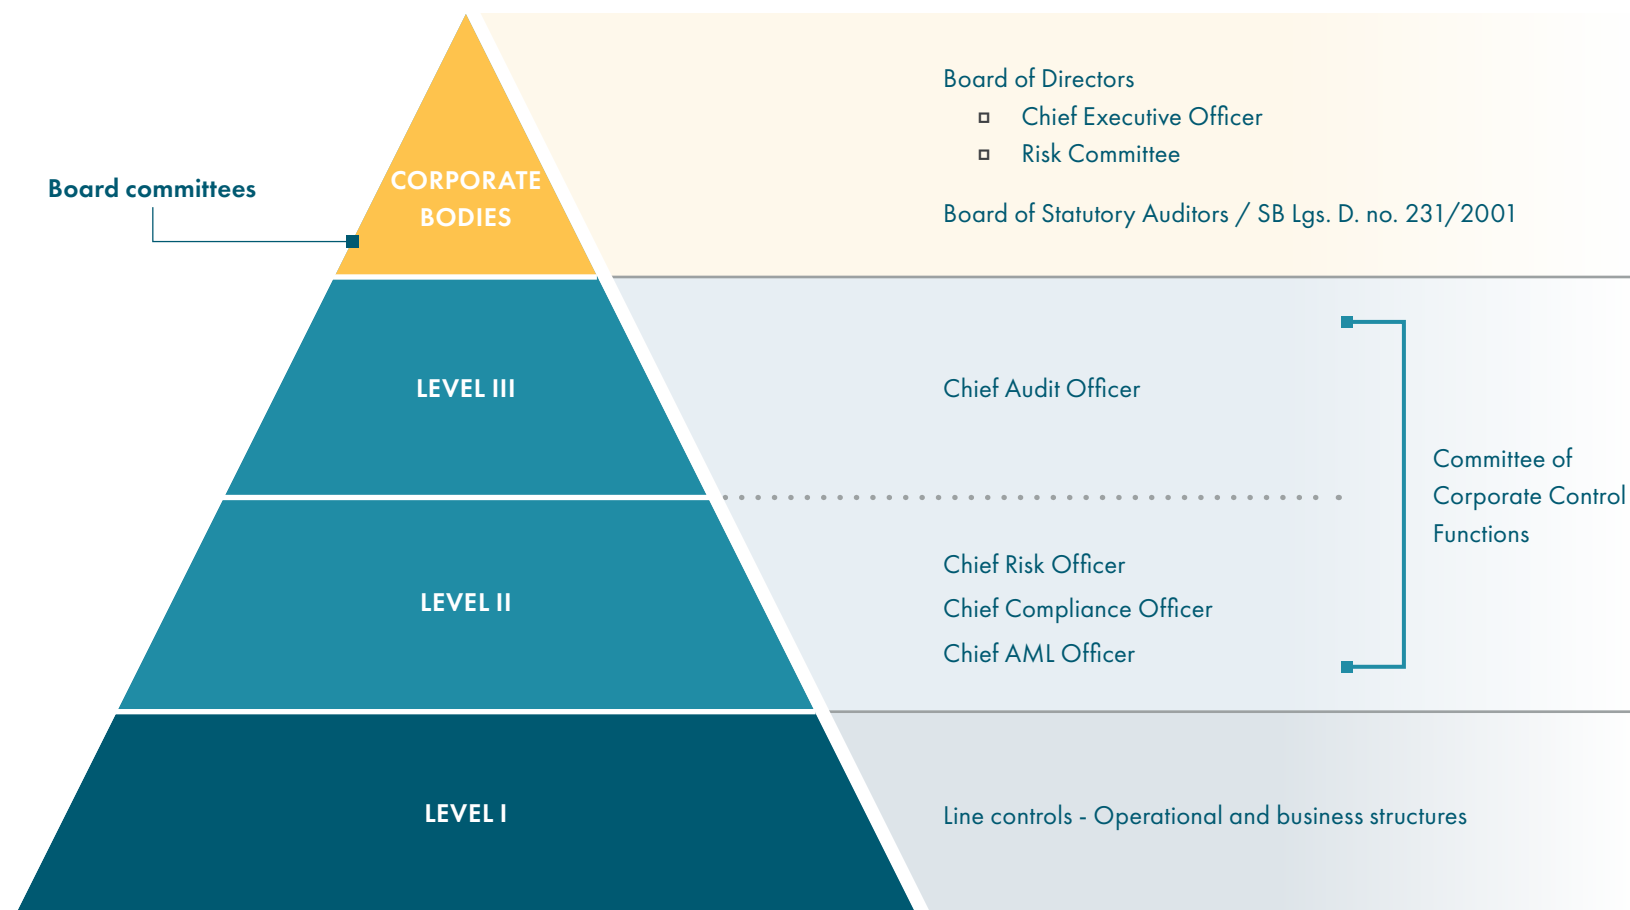 Board committees
CORPORATE
BODIES
Board of Directors
Chief Executive Officer
Risk Committee
Board of Statutory Auditors / SB Lgs. D. no. 231/2001
LEVEL III
Chief Audit Officer
LEVEL II
Chief Risk Officer
Chief Compliance Officer
Chief AML Officer
Committee of
Corporate Control
Functions
LEVEL I
Line controls - Operational and business structures